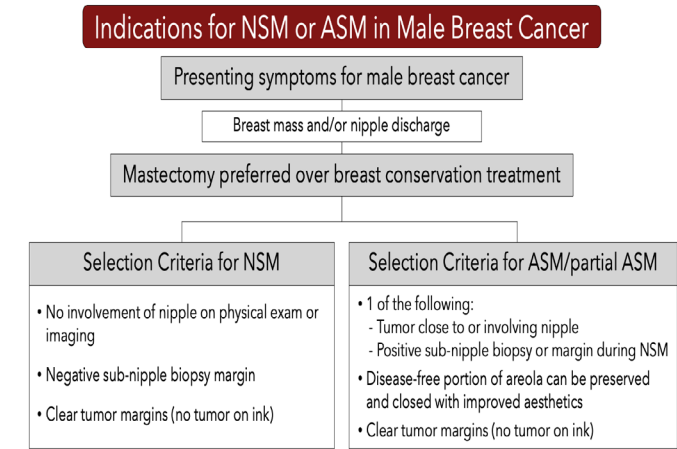 Indications for NSM or ASM in Male Breast Cancer
Presenting symptoms for male breast cancer
Breast mass and/or nipple discharge
Mastectomy preferred over breast conservation treatment
Selection Criteria for NSM
• No involvement of nipple on physical exam or
imaging
• Negative sub-nipple biopsy margin
• Clear tumor margins (no tumor on ink)
Selection Criteria for ASM/partial ASM
• 1 of the following:
- Tumor close to or involving nipple
- Positive sub-nipple biopsy or margin during NSM
• Disease-free portion of areola can be preserved
and closed with improved aesthetics
• Clear tumor margins (no tumor on ink)